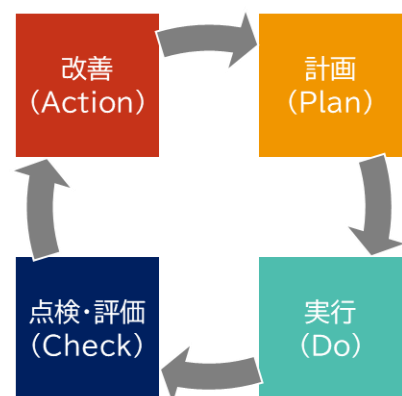 改善
(Action)
計画
(Plan)
点検・評価
(Check)
実行
(Do)